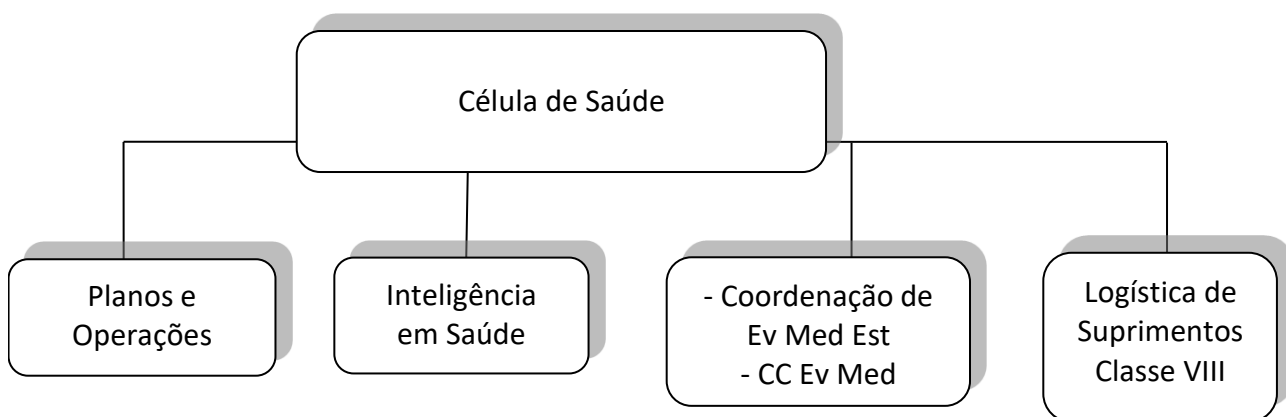 Célula de Saúde
Planos e
Operações
Inteligência
em Saúde
- Coordenação de
Ev Med Est
- CC Ev Med
Logística de
Suprimentos
Classe VIII